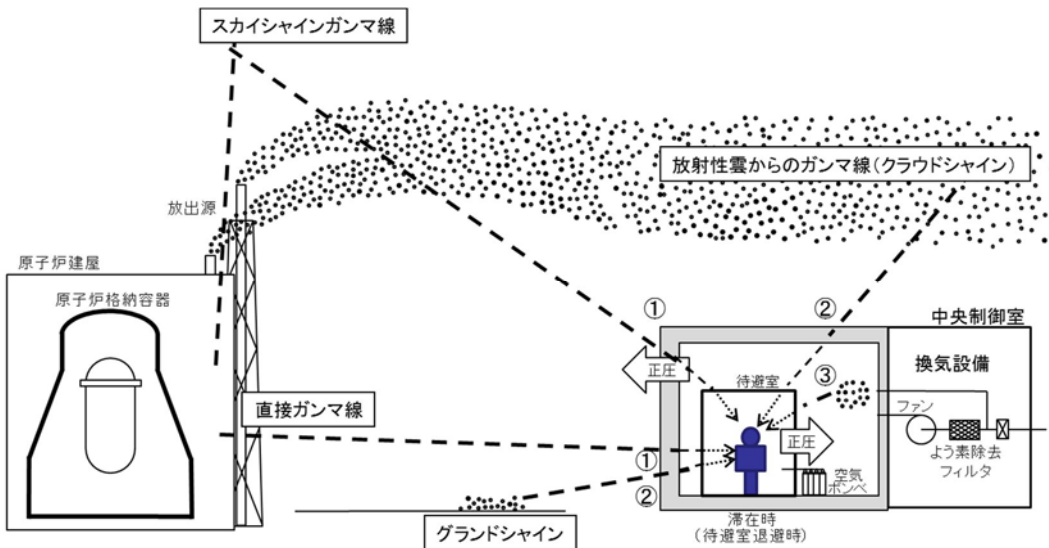 スカイシャインガンマ線
放射性雲からのガンマ線(クラウドシャイン)
放出源
原子炉建屋
原子炉格納容器
①
②
中央制御室
換気設備
正圧
待避室
③
ファン
直接ガンマ線
正圧
よう素除去
フィルタ
①
②
空気
ボンベ
グランドシャイン
滞在時
(待避室退避時)